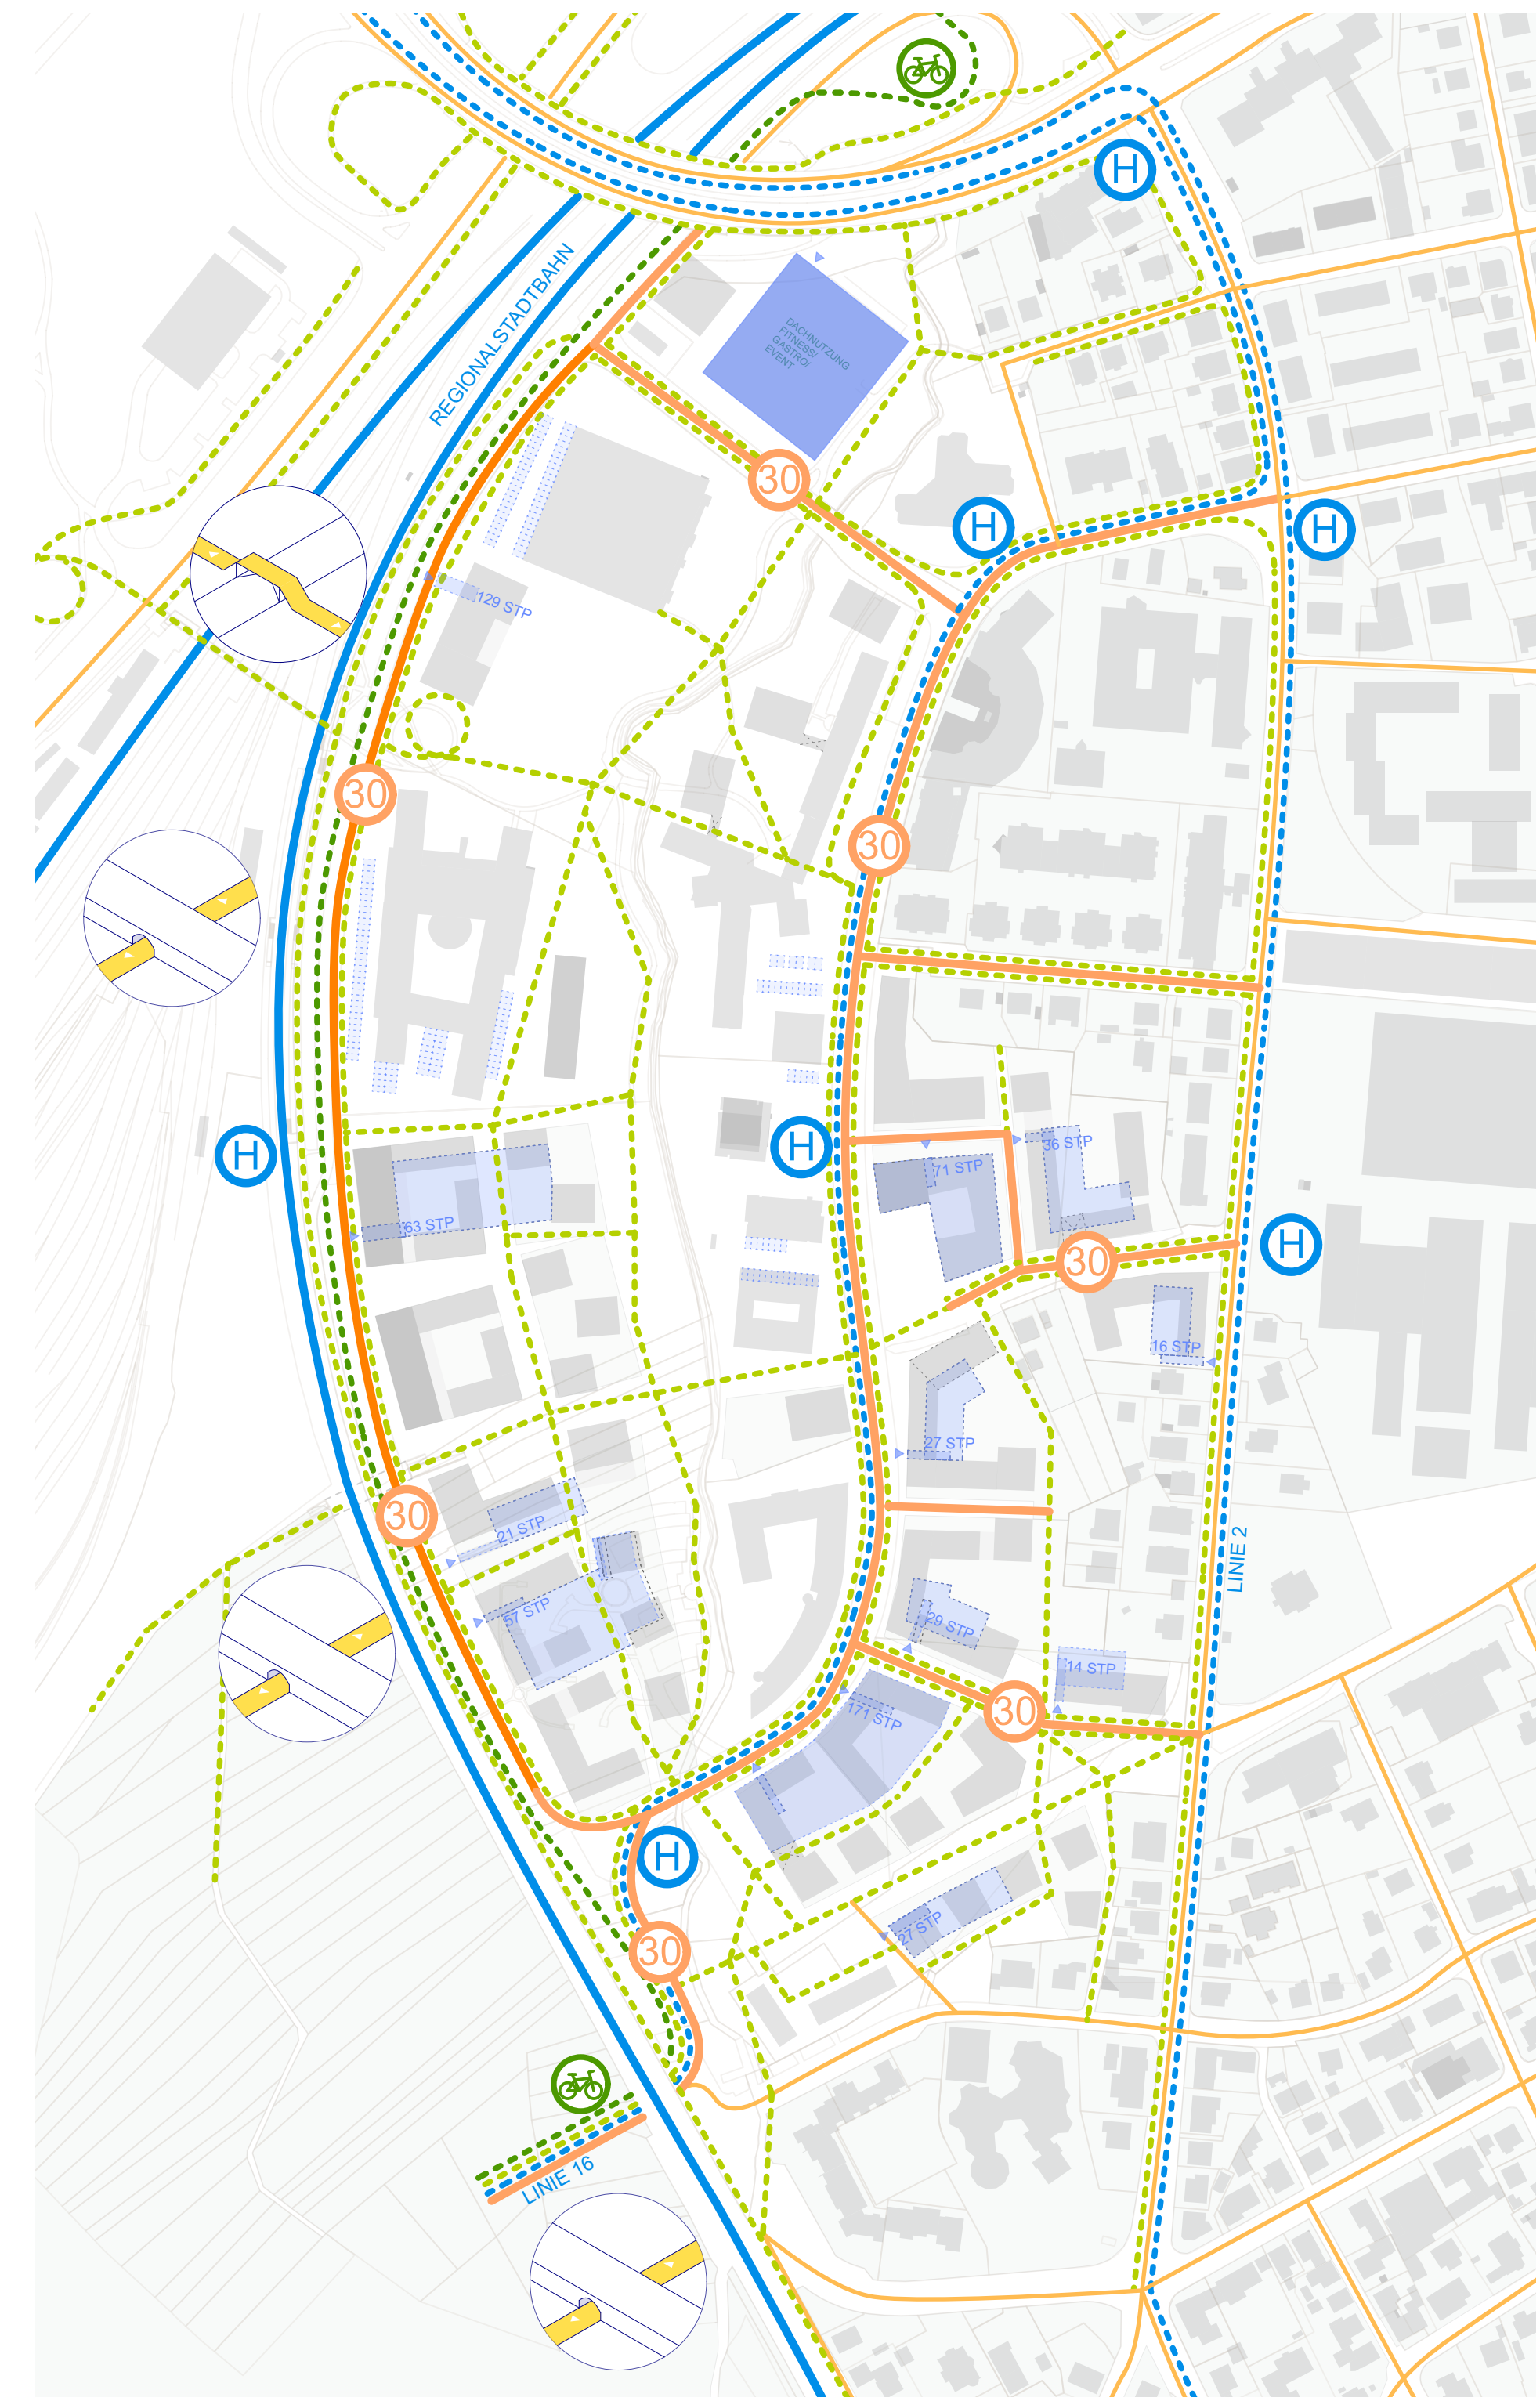 H
REGIONALSTADTBAHN
DACHNUTZUNG
FITNESS/
GASTRO/
EVENT
30
H
H
129 STP
30
30
H
H
36 STP
71 STP
63 STP
H
30
16 STP
27 STP
30
21 STP
LINIE 2
57 STP
29 STP
14 STP
30
171 STP
H
27 STP
30
LINIE 16